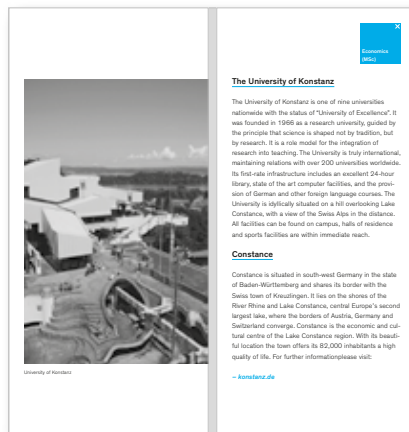 Economics
(MSc)
The University of Konstanz
The University of Konstanz is one of nine universities
nationwide with the status of "University of Excellence". It
was founded in 1966 as a research university, guided by
the principle that science is shaped not by tradition, but
by research. It is a role model for the integration of
research into teaching. The University is truly international,
maintaining relations with over 200 universities worldwide.
Its first-rate infrastructure includes an excellent 24-hour
library, state of the art computer facilities, and the provi-
sion of German and other foreign language courses. The
University is idyllically situated on a hill overlooking Lake
Constance, with a view of the Swiss Alps in the distance.
All facilities can be found on campus, halls of residence
and sports facilities are within immediate reach.
Constance
Constance is situated in south-west Germany in the state
of Baden-Württemberg and shares its border with the
Swiss town of Kreuzlingen. It lies on the shores of the
River Rhine and Lake Constance, central Europe's second
largest lake, where the borders of Austria, Germany and
Switzerland converge. Constance is the economic and cul-
tural centre of the Lake Constance region. With its beauti-
ful location the town offers its 82,000 inhabitants a high
quality of life. For further informationplease visit:
– konstanz.de
University of Konstanz